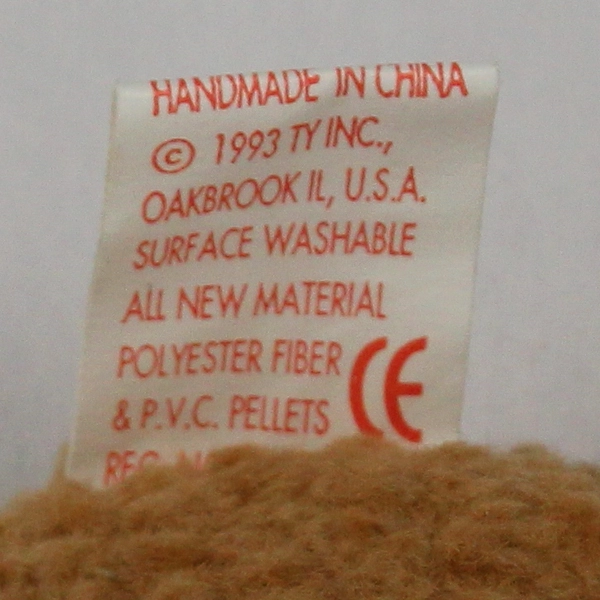 HANDMADE IN CHINA
© 1993 TY INC.,
OAKBROOK IL, U.S.A.
SURFACE WASHABLE
ALL NEW MATERIAL
POLYESTER FIBER
& P.V.C. PELLETS
CE